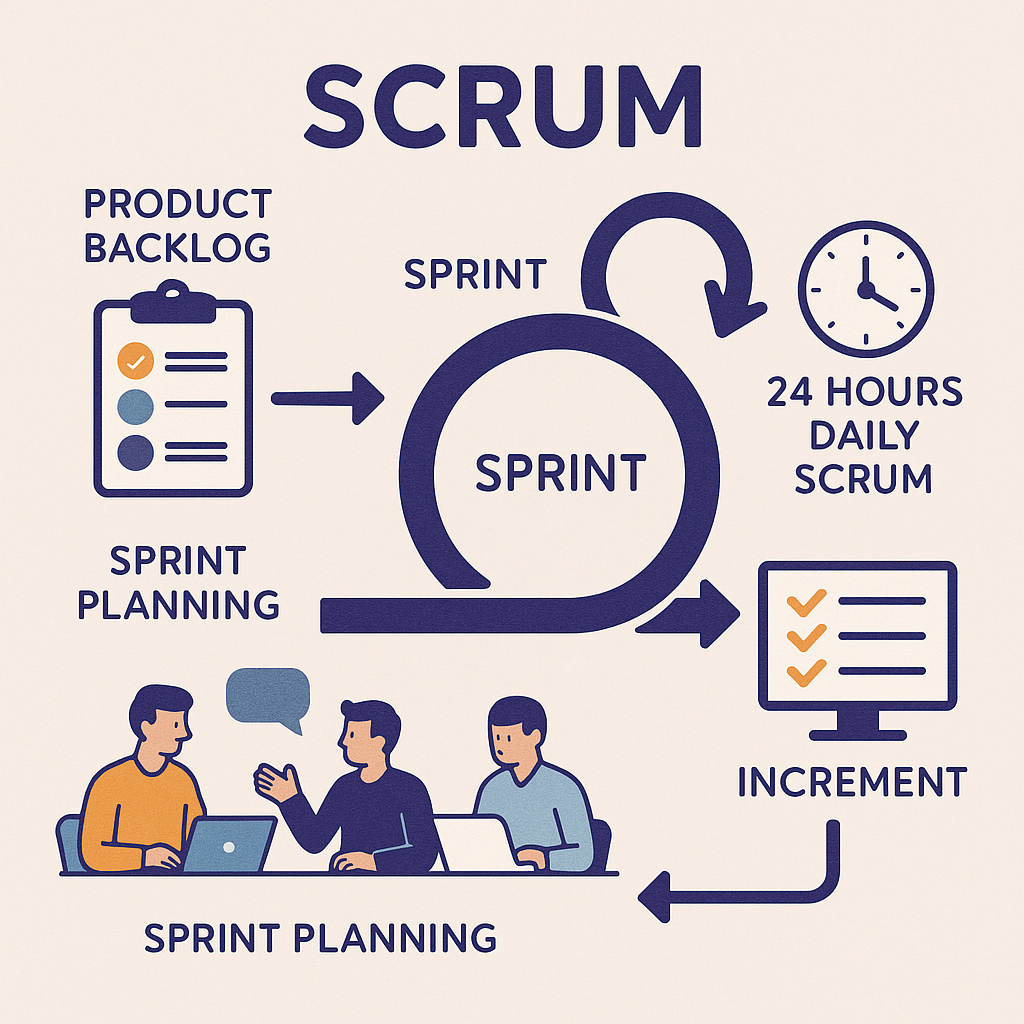 SCRUM
PRODUCT
BACKLOG
SPRINT
SPRINT
24 HOURS
DAILY
SCRUM
SPRINT
PLANNING
INCREMENT
SPRINT PLANNING